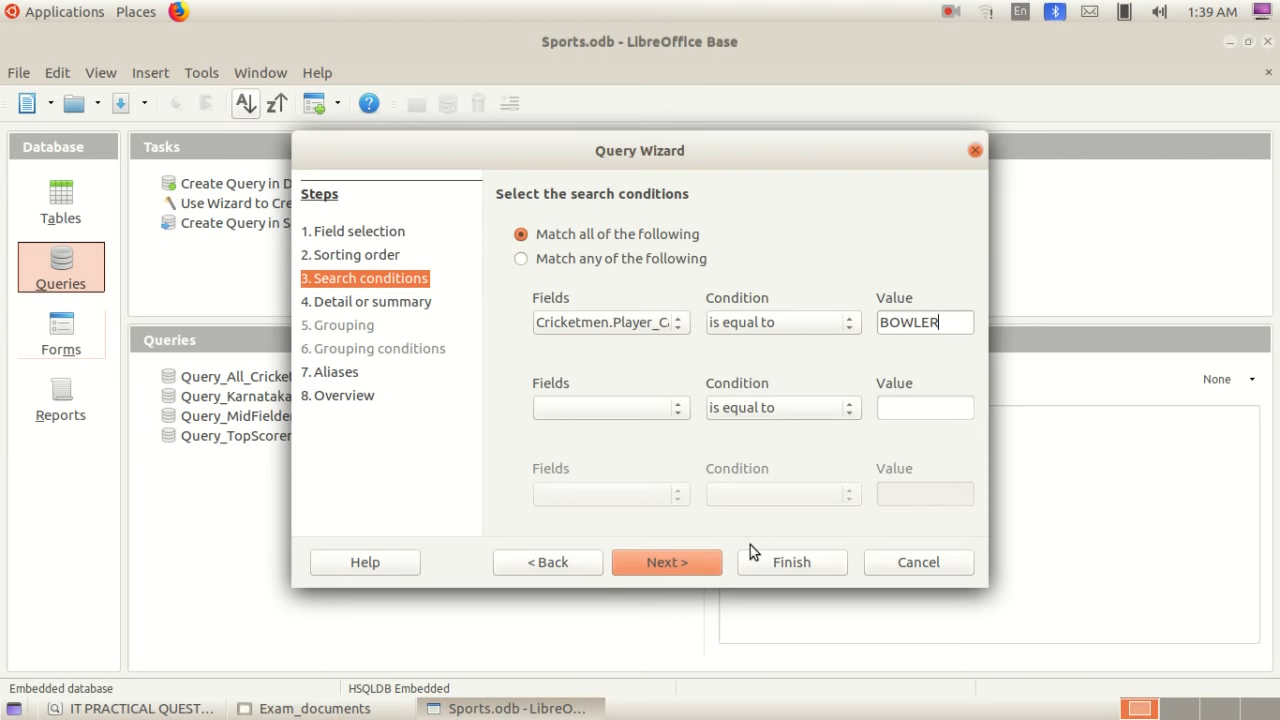 Applications Places En 1:39 AM
Sports.odb - LibreOffice Base
File Edit View Insert Tools Window Help
Database
Tables
Queries
Forms
Reports
Tasks
Create Query in D
Use Wizard to Cre
Create Query in S
Queries
Query_All_Cricke
Query_Karnataka
Query_MidFielde
Query_TopScorer
None
Query Wizard
Steps
1. Field selection
2. Sorting order
3. Search conditions
4. Detail or summary
5. Grouping
6. Grouping conditions
7. Aliases
8. Overview
Select the search conditions
Match all of the following
Match any of the following
Fields Condition Value
Cricketmen.Player_Ca is equal to BOWLER
Fields Condition Value
is equal to
Fields Condition Value
Help < Back Next > Finish Cancel
Embedded database HSQLDB Embedded
IT PRACTICAL QUEST... Exam_documents Sports.odb - LibreO...